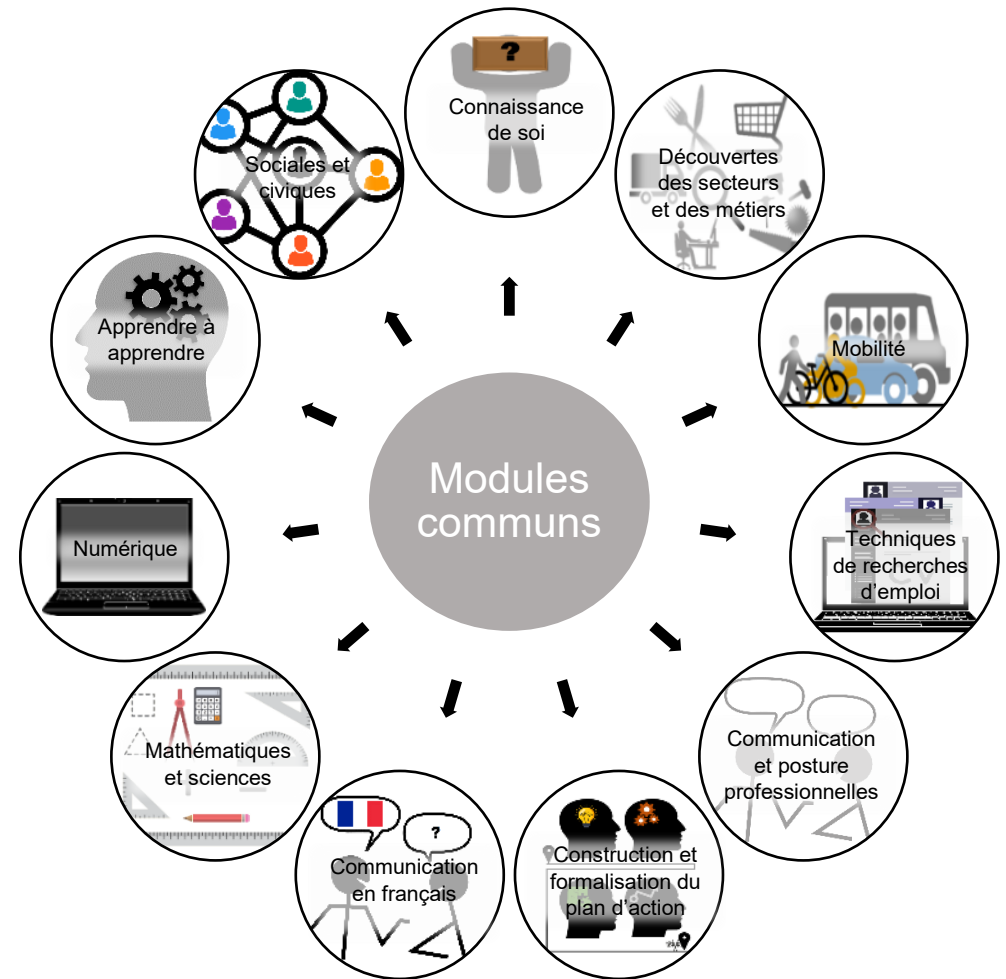 ?
Connaissance
de soi
Découvertes
des secteurs
et des métiers
Mobilité
Techniques
de recherches
d'emploi
CV
Communication
et posture
professionnelles
Construction et
formalisation du
plan d'action
?
Communication
en français
Mathématiques
et sciences
Numérique
Apprendre à
apprendre
Sociales et
civiques
Modules
communs